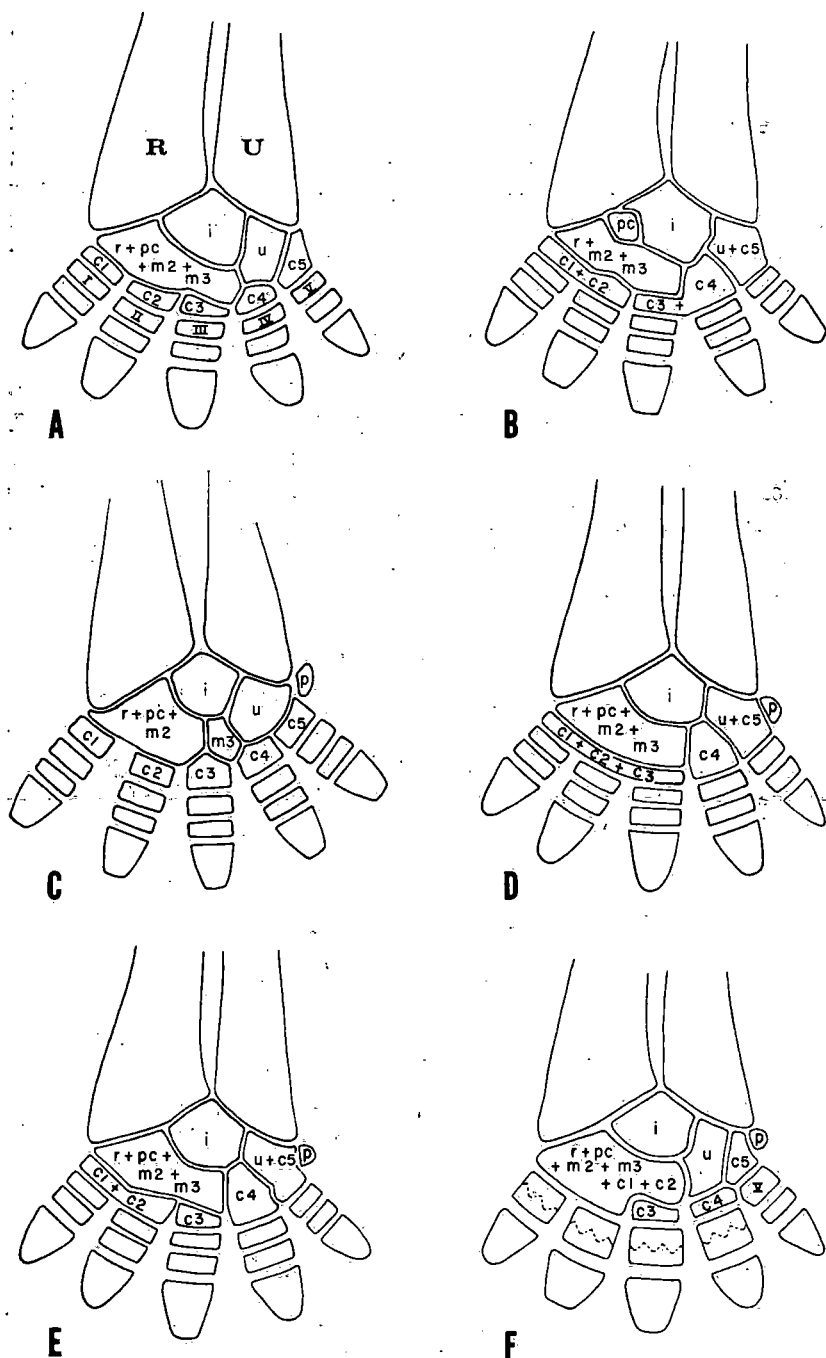 R U
i
r + pc
+ m2 +
m3
u
c5
c1
c2
c3
c4
I
II
III
IV
V
A
pc
i
r +
m2 +
m3
u + c5
c1 + c2
c3 +
c4
B
i
p
r + pc +
m2
u
m3
c1
c2
c3
c4
c5
C
i
p
r + pc +
m2 +
m3
u + c5
c1 + c2 + c3
c4
D
i
r + pc +
m2 +
m3
u + c5
p
c1 + c2
c3
c4
E
i
p
r + pc
+ m2 + m3
+ c1 + c2
u
c5
c3
c4
V
F